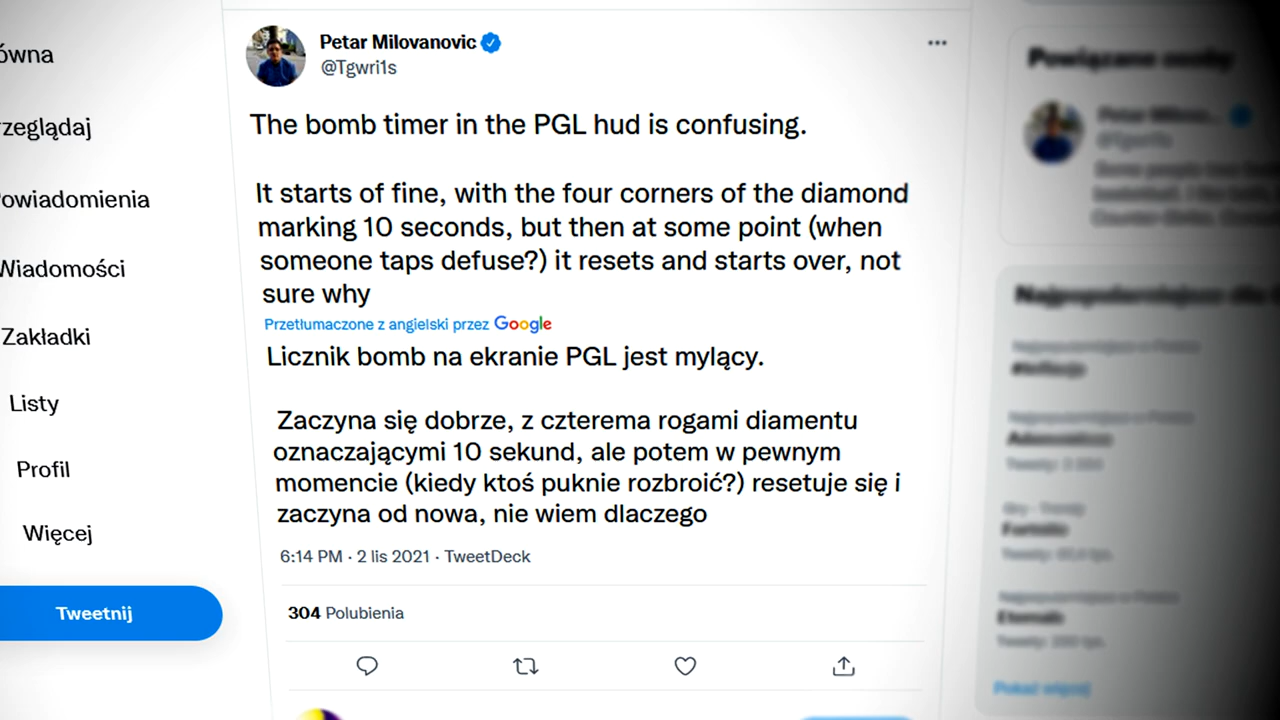 ówna
rzeglądaj
owiadomienia
Wiadomości
Zakładki
Listy
Profil
Więcej
Tweetnij
Petar Milovanovic
@Tgwri1s
The bomb timer in the PGL hud is confusing.
It starts of fine, with the four corners of the diamond
marking 10 seconds, but then at some point (when
someone taps defuse?) it resets and starts over, not
sure why
Przetłumaczone z angielski przez Google
Licznik bomb na ekranie PGL jest mylący.
Zaczyna się dobrze, z czterema rogami diamentu
oznaczającymi 10 sekund, ale potem w pewnym
momencie (kiedy ktoś puknie rozbroić?) resetuje się i
zaczyna od nowa, nie wiem dlaczego
6:14 PM · 2 lis 2021 · TweetDeck
304 Polubienia
Powiązane osoby
Petar Milova...
@Tgwri1s
Najpopularniejsze dla
Pokaż więcej